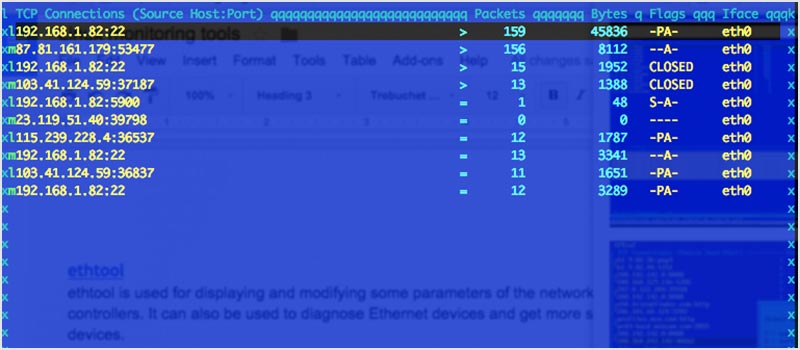 l TCP Connections (Source Host:Port) qqqqqqqqqqqqqqqqqqqqqqqqqq Packets qqqqqqq Bytes q Flags qqq Iface qqqk
xl192.168.1.82:22 > 159 45836 -PA- eth0 x
xm87.81.161.179:53477 > 156 8112 --A- eth0 x
xl192.168.1.82:22 > 15 1952 CLOSED eth0 x
xm103.41.124.59:37187 > 13 1388 CLOSED eth0 x
xl192.168.1.82:5900 = 1 48 S-A- eth0 x
xm23.119.51.40:39798 = 0 0 ---- eth0 x
xl115.239.228.4:36537 = 12 1787 -PA- eth0 x
xm192.168.1.82:22 = 13 3341 --A- eth0 x
xl103.41.124.59:36837 = 11 1651 -PA- eth0 x
xm192.168.1.82:22 = 12 3289 -PA- eth0 x
x x
x x
x x
x x
x x
x x
x x
x x
onitoring tools
View Insert Format Tools Table Add-ons Help All changes s
100% Heading 3 Trebuchet ... 12 B I
ethtool
ethtool is used for displaying and modifying some parameters of the network
controllers. It can also be used to diagnose Ethernet devices and get more s
devices.